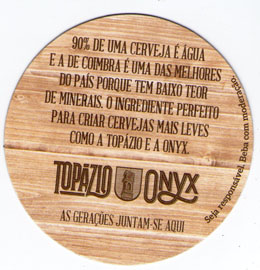 90% DE UMA CERVEJA É ÁGUA
E A DE COIMBRA É UMA DAS MELHORES
DO PAÍS PORQUE TEM BAIXO TEOR
DE MINERAIS. O INGREDIENTE PERFEITO
PARA CRIAR CERVEJAS MAIS LEVES
COMO A TOPÁZIO E A ONYX.
TOPÁZIO ONYX
AS GERAÇÕES JUNTAM-SE AQUI
Seja responsável. Beba com moderação.